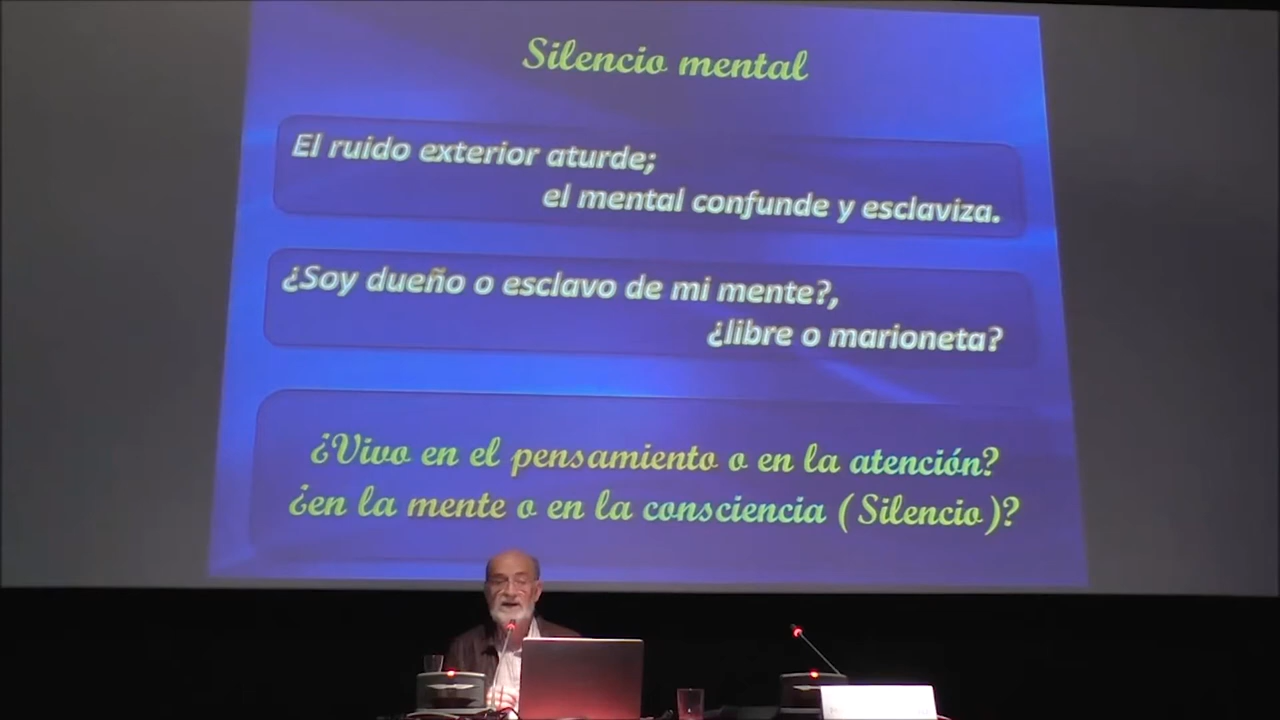 Silencio mental
El ruido exterior aturde;
el mental confunde y esclaviza.
¿Soy dueño o esclavo de mi mente?,
¿libre o marioneta?
¿Vivo en el pensamiento o en la atención?
¿en la mente o en la consciencia (Silencio)?